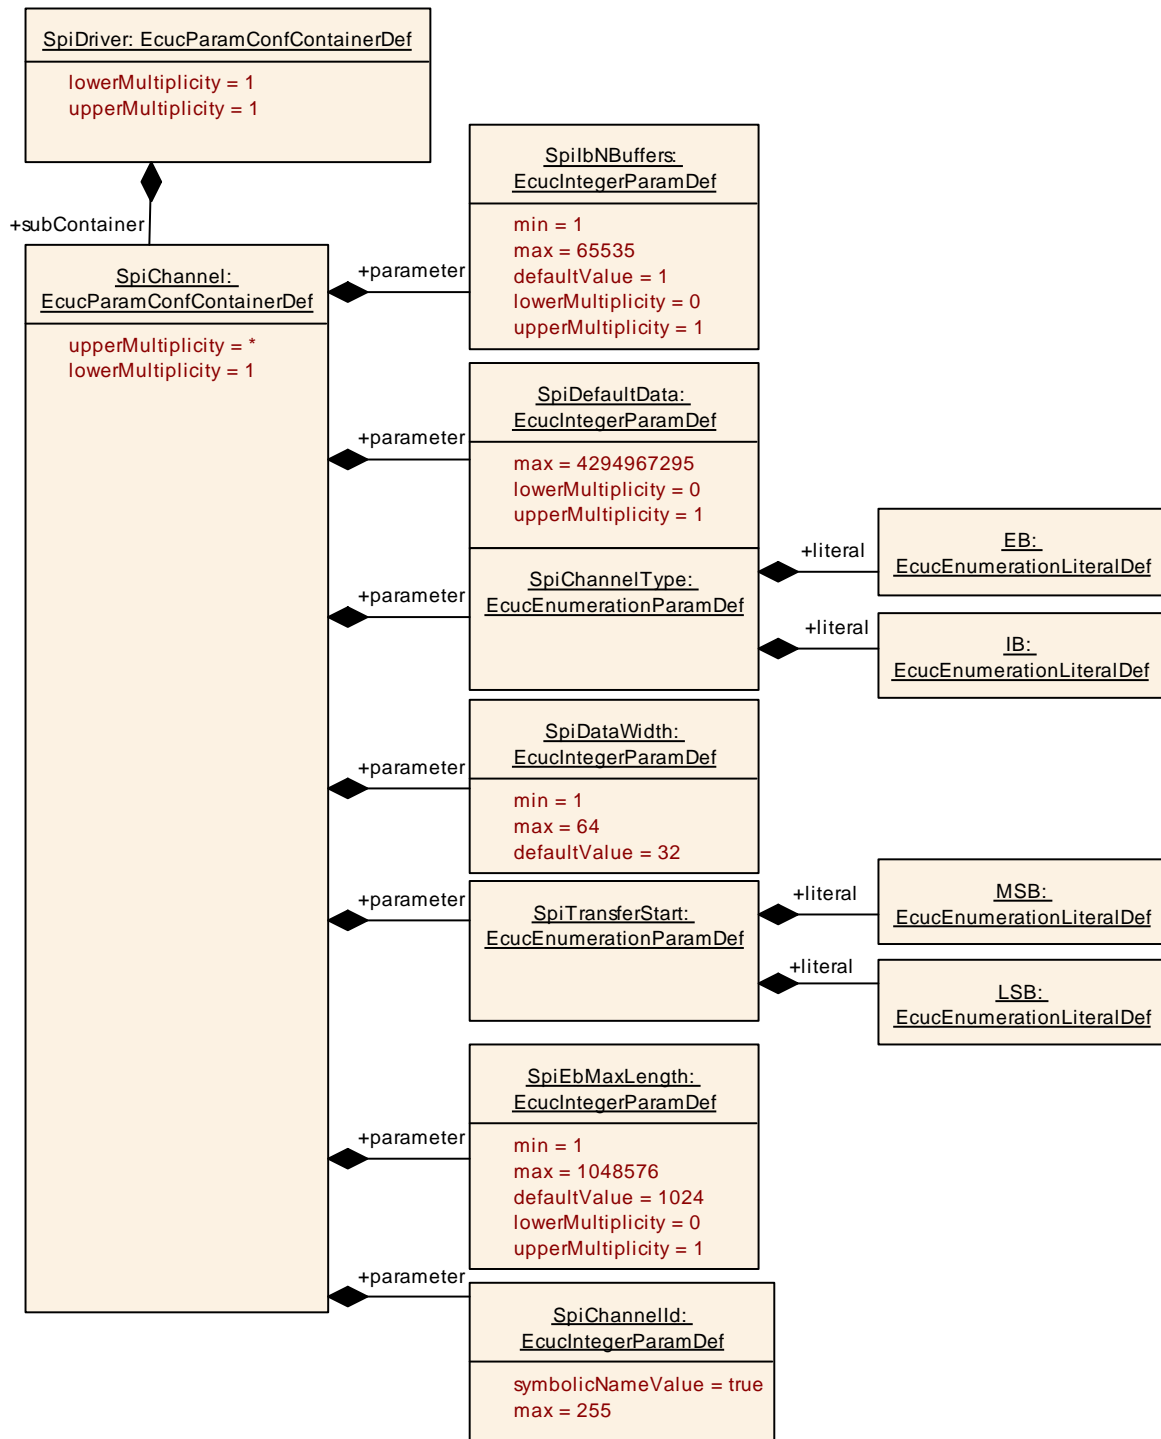 SpiDriver: EcucParamConfContainerDef
lowerMultiplicity = 1
upperMultiplicity = 1
+subContainer
SpiChannel:
EcucParamConfContainerDef
upperMultiplicity = *
lowerMultiplicity = 1
+parameter
SpiIbNBuffers:
EcucIntegerParamDef
min = 1
max = 65535
defaultValue = 1
lowerMultiplicity = 0
upperMultiplicity = 1
+parameter
SpiDefaultData:
EcucIntegerParamDef
max = 4294967295
lowerMultiplicity = 0
upperMultiplicity = 1
+parameter
SpiChannelType:
EcucEnumerationParamDef
+literal
EB:
EcucEnumerationLiteralDef
+literal
IB:
EcucEnumerationLiteralDef
+parameter
SpiDataWidth:
EcucIntegerParamDef
min = 1
max = 64
defaultValue = 32
+parameter
SpiTransferStart:
EcucEnumerationParamDef
+literal
MSB:
EcucEnumerationLiteralDef
+literal
LSB:
EcucEnumerationLiteralDef
+parameter
SpiEbMaxLength:
EcucIntegerParamDef
min = 1
max = 1048576
defaultValue = 1024
lowerMultiplicity = 0
upperMultiplicity = 1
+parameter
SpiChannelId:
EcucIntegerParamDef
symbolicNameValue = true
max = 255